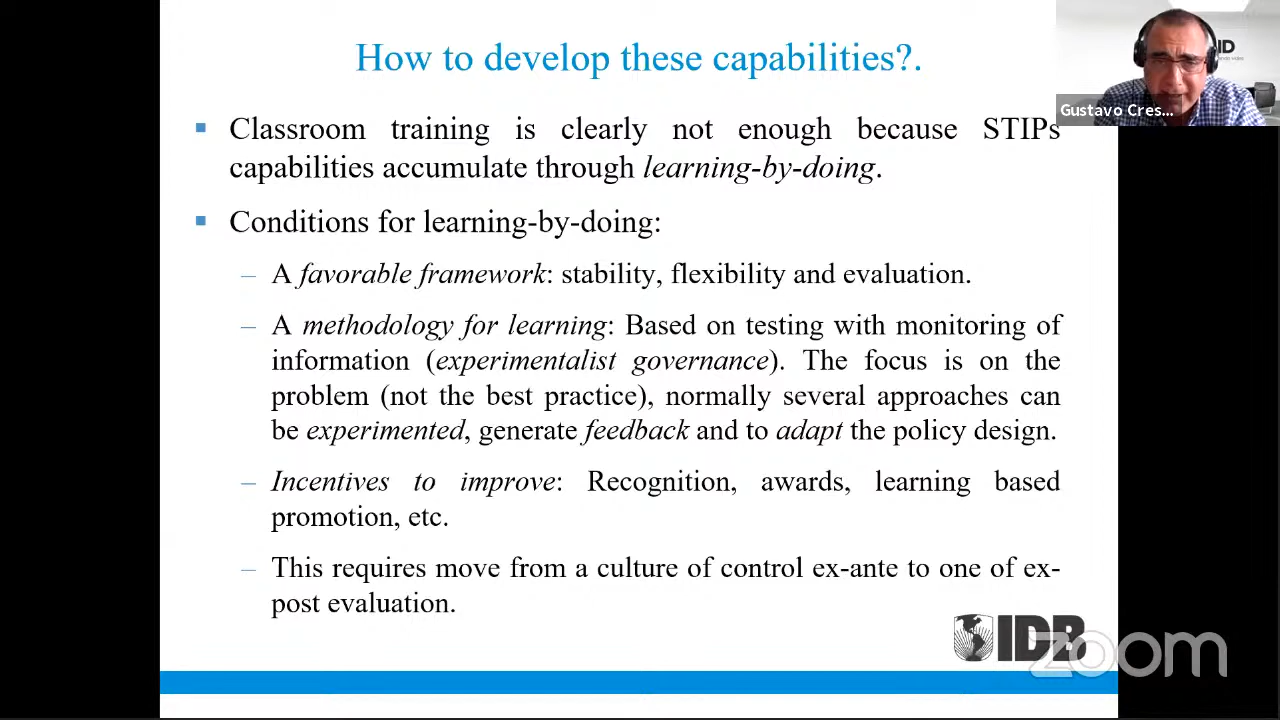 How to develop these capabilities?.
ID
Gustavo Cres...
▪ Classroom training is clearly not enough because STIPs
capabilities accumulate through learning-by-doing.
▪ Conditions for learning-by-doing:
– A favorable framework: stability, flexibility and evaluation.
– A methodology for learning: Based on testing with monitoring of
information (experimentalist governance). The focus is on the
problem (not the best practice), normally several approaches can
be experimented, generate feedback and to adapt the policy design.
– Incentives to improve: Recognition, awards, learning based
promotion, etc.
– This requires move from a culture of control ex-ante to one of ex-
post evaluation.
IDB
zoom